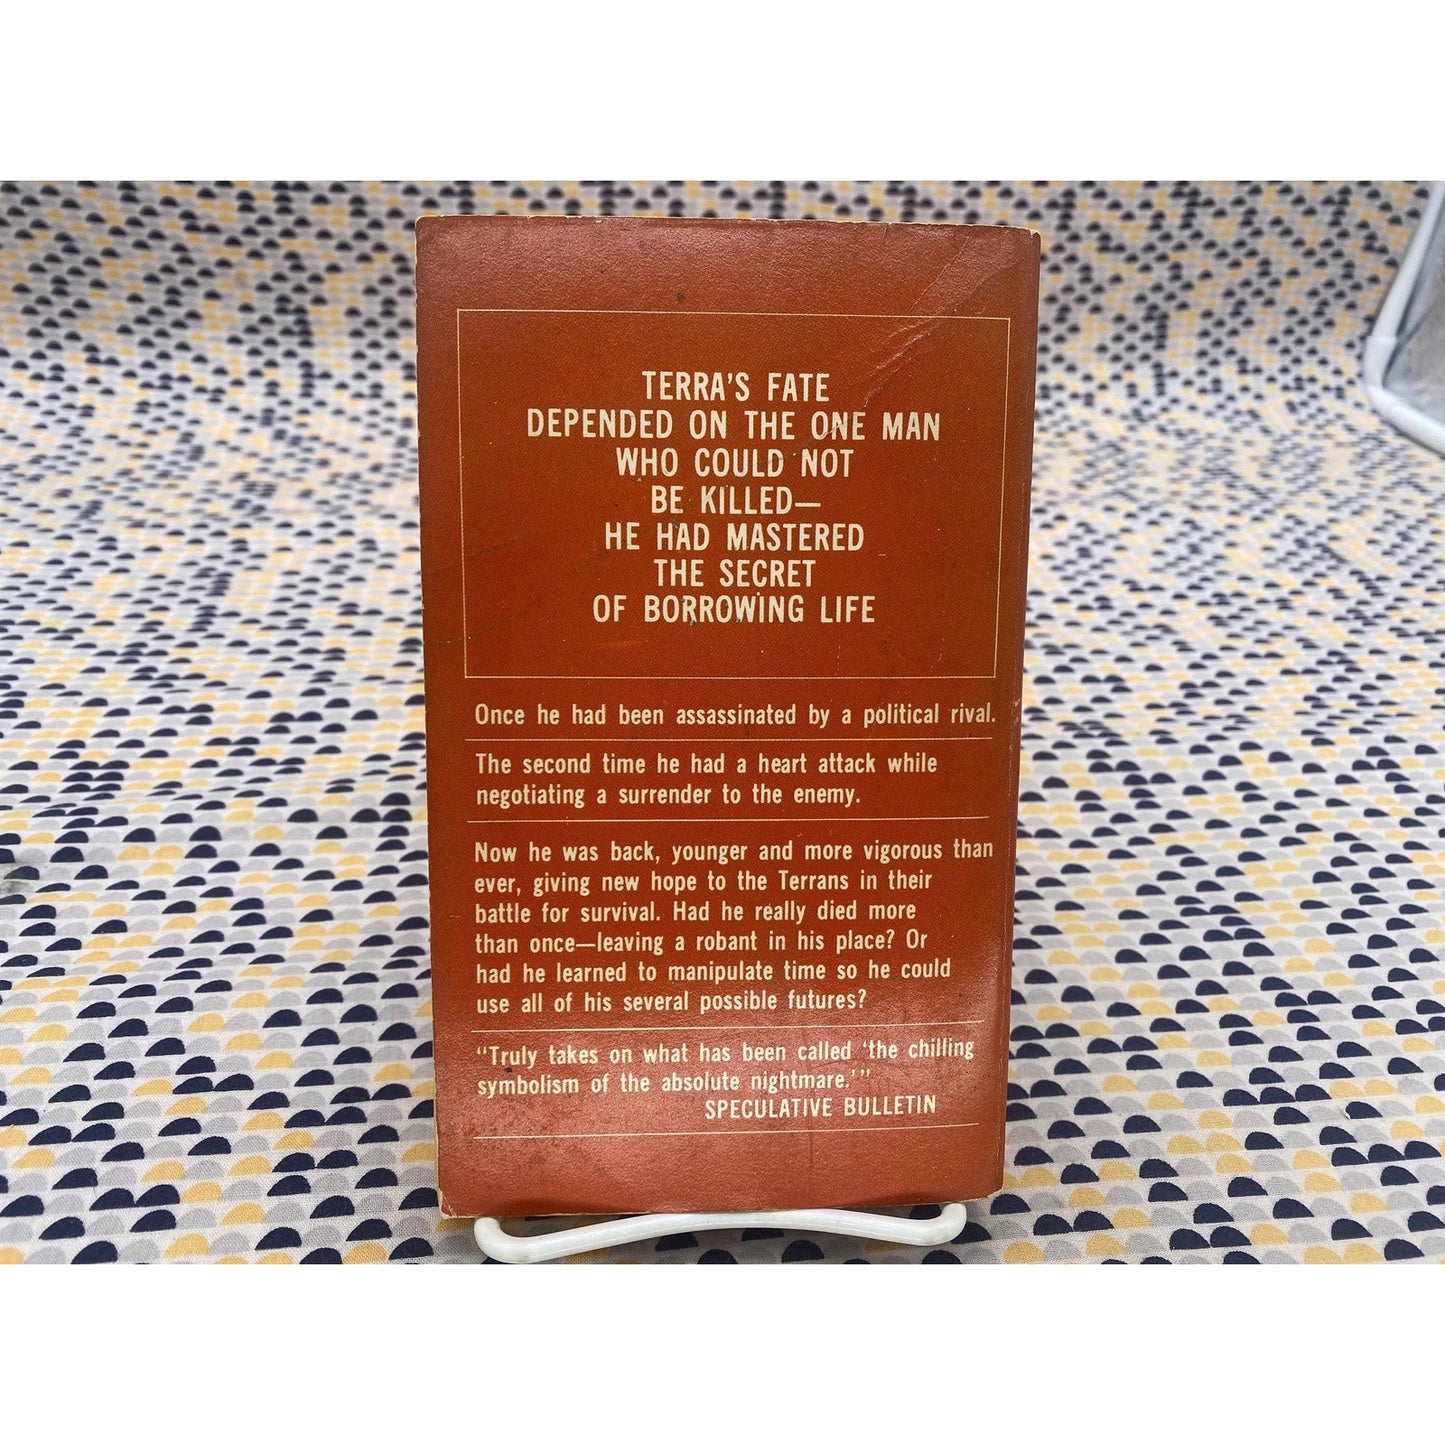 TERRA'S FATE
DEPENDED ON THE ONE MAN
WHO COULD NOT
BE KILLED—
HE HAD MASTERED
THE SECRET
OF BORROWING LIFE
Once he had been assassinated by a political rival.
The second time he had a heart attack while
negotiating a surrender to the enemy.
Now he was back, younger and more vigorous than
ever, giving new hope to the Terrans in their
battle for survival. Had he really died more
than once—leaving a robant in his place? Or
had he learned to manipulate time so he could
use all of his several possible futures?
"Truly takes on what has been called 'the chilling
symbolism of the absolute nightmare.'"
SPECULATIVE BULLETIN